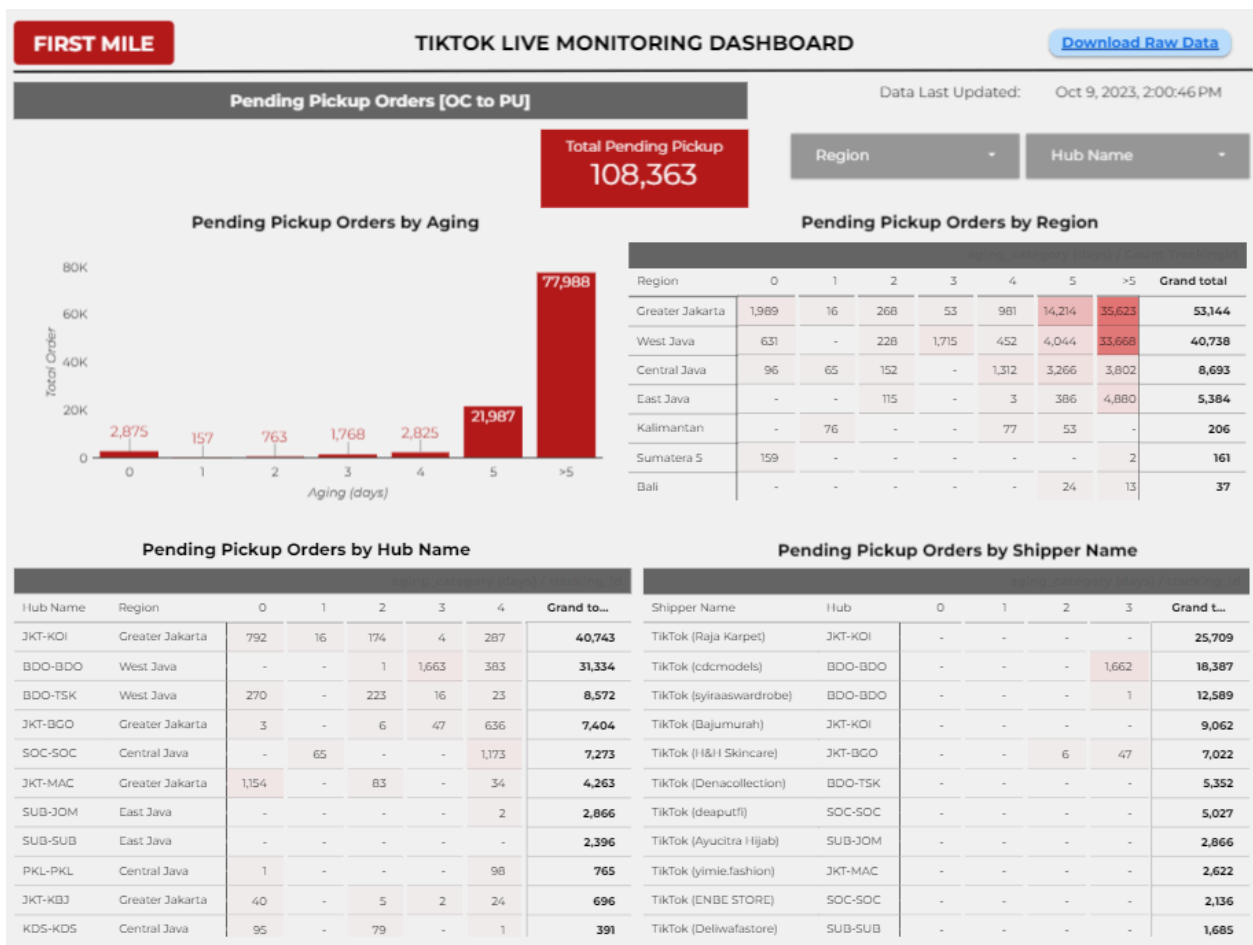 FIRST MILE
TIKTOK LIVE MONITORING DASHBOARD
Download Raw Data
Pending Pickup Orders [OC to PU]
Data Last Updated: Oct 9, 2023, 2:00:46 PM
Total Pending Pickup
108,363
Region
Hub Name
Pending Pickup Orders by Aging
80K
60K
40K
20K
0
Total Order
2,875
157
763
1,768
2,825
21,987
77,988
0 1 2 3 4 5 >5
Aging (days)
Pending Pickup Orders by Region
aging_category (days) / Count Trackingid
Region 0 1 2 3 4 5 >5 Grand total
Greater Jakarta 1,989 16 268 53 981 14,214 35,623 53,144
West Java 631 - 228 1,715 452 4,044 33,668 40,738
Central Java 96 65 152 - 1,312 3,266 3,802 8,693
East Java - - 115 - 3 386 4,880 5,384
Kalimantan - 76 - - 77 53 - 206
Sumatera S 159 - - - - - 2 161
Bali - - - - - 24 13 37
Pending Pickup Orders by Hub Name
aging_category (days) / tracking_id
Hub Name Region 0 1 2 3 4 Grand to...
JKT-KOI Greater Jakarta 792 16 174 4 287 40,743
BDO-BDO West Java - - 1 1,663 383 31,334
BDO-TSK West Java 270 - 223 16 23 8,572
JKT-BGO Greater Jakarta 3 - 6 47 636 7,404
SOC-SOC Central Java - 65 - - 1,173 7,273
JKT-MAC Greater Jakarta 1,154 - 83 - 34 4,263
SUB-JOM East Java - - - - 2 2,866
SUB-SUB East Java - - - - - 2,396
PKL-PKL Central Java 1 - - - 98 765
JKT-KBJ Greater Jakarta 40 - 5 2 24 696
KDS-KDS Central Java 95 - 79 - 1 391
Pending Pickup Orders by Shipper Name
aging_category (days) / tracking_id
Shipper Name Hub 0 1 2 3 Grand t...
TikTok (Raja Karpet) JKT-KOI - - - - 25,709
TikTok (cdcmodels) BDO-BDO - - - 1,662 18,387
TikTok (syiraaswardrobe) BDO-BDO - - - 1 12,589
TikTok (Bajumurah) JKT-KOI - - - - 9,062
TikTok (H&H Skincare) JKT-BGO - - 6 47 7,022
TikTok (Denacollection) BDO-TSK - - - - 5,352
TikTok (deaputfi) SOC-SOC - - - - 5,027
TikTok (Ayucitra Hijab) SUB-JOM - - - - 2,866
TikTok (yimie.fashion) JKT-MAC - - - - 2,622
TikTok (ENBE STORE) SOC-SOC - - - - 2,136
TikTok (Deliwafastore) SUB-SUB - - - - 1,685